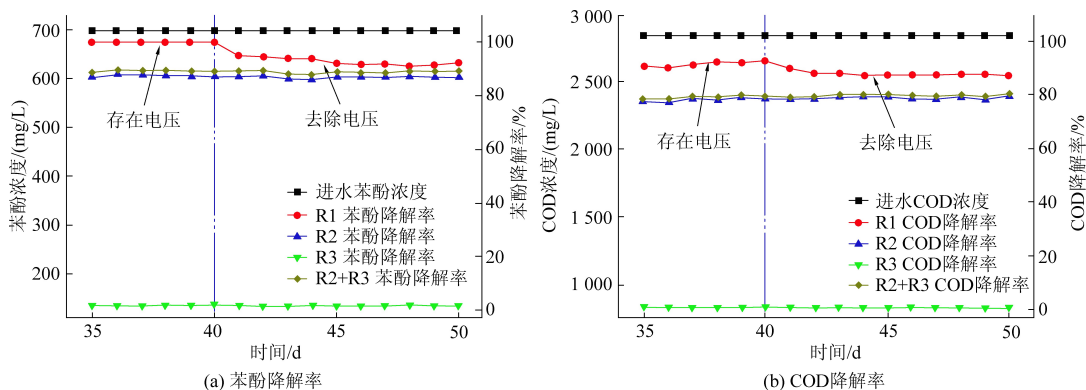 700
600
500
400
300
200
苯酚浓度/(mg/L)
100
80
60
40
20
0
苯酚降解率/%
存在电压
去除电压
进水苯酚浓度
R1 苯酚降解率
R2 苯酚降解率
R3 苯酚降解率
R2+R3 苯酚降解率
35 40 45 50
时间/d
(a) 苯酚降解率
3 000
2 500
2 000
1 500
1 000
COD浓度/(mg/L)
100
80
60
40
20
0
COD降解率/%
存在电压
去除电压
进水COD浓度
R1 COD降解率
R2 COD降解率
R3 COD降解率
R2+R3 COD降解率
35 40 45 50
时间/d
(b) COD降解率